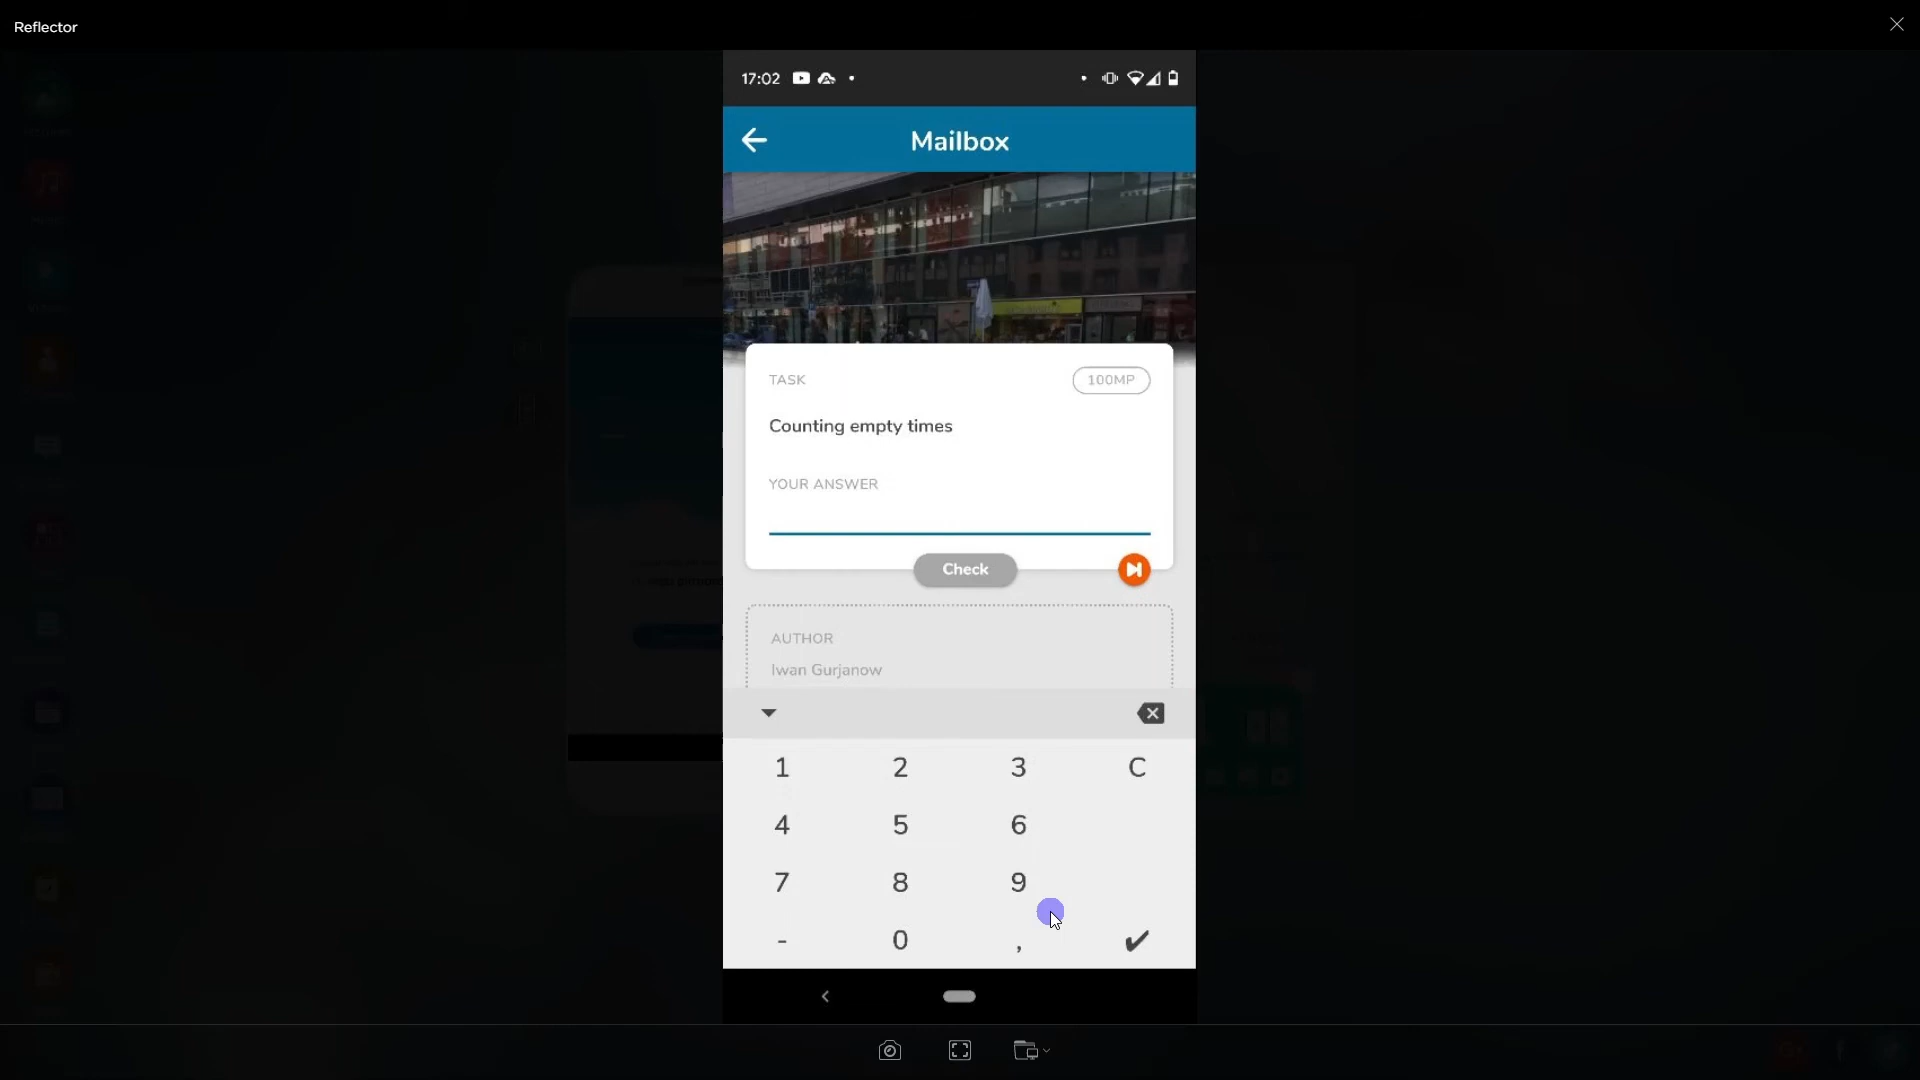 Reflector
17:02
Mailbox
TASK
100MP
Counting empty times
YOUR ANSWER
Check
AUTHOR
Iwan Gurjanow
1 2 3 C
4 5 6
7 8 9
- 0 ,